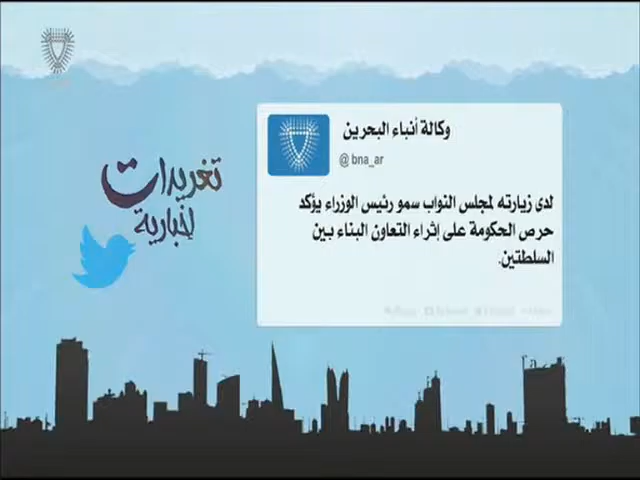 تغريدات
إخبارية
وكالة أنباء البحرين
@bna_ar
لدى زيارته لمجلس النواب سمو رئيس الوزراء يؤكد
حرص الحكومة على إثراء التعاون البناء بين
السلطتين.